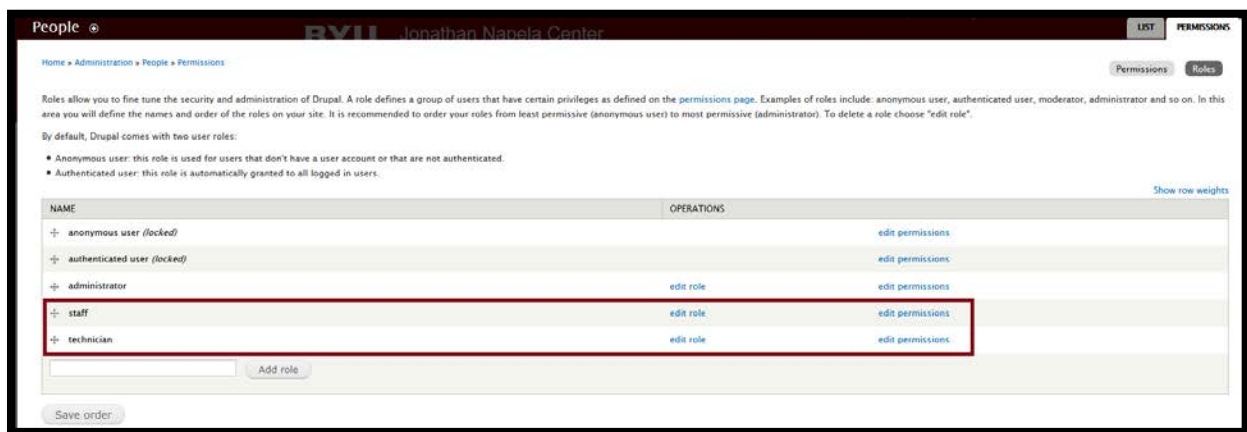 People
BYU Jonathan Napela Center
LIST PERMISSIONS
Home » Administration » People » Permissions
Permissions Roles
Roles allow you to fine tune the security and administration of Drupal. A role defines a group of users that have certain privileges as defined on the permissions page. Examples of roles include: anonymous user, authenticated user, moderator, administrator and so on. In this
area you will define the names and order of the roles on your site. It is recommended to order your roles from least permissive (anonymous user) to most permissive (administrator). To delete a role choose "edit role".
By default, Drupal comes with two user roles:
• Anonymous user: this role is used for users that don't have a user account or that are not authenticated.
• Authenticated user: this role is automatically granted to all logged in users.
Show row weights
NAME OPERATIONS
anonymous user (locked) edit permissions
authenticated user (locked) edit permissions
administrator edit role edit permissions
staff edit role edit permissions
technician edit role edit permissions
Add role
Save order